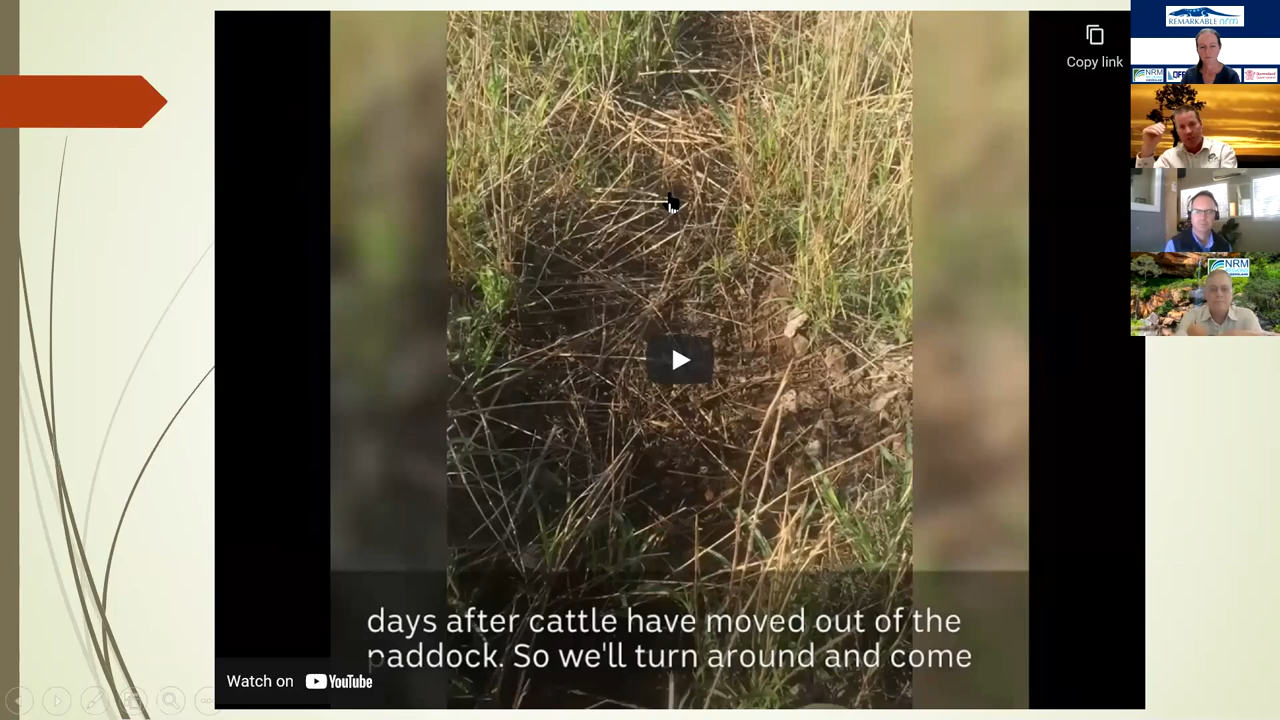 Copy link
REMARKABLE nrm
NRM
NRM
REGIONS
days after cattle have moved out of the
paddock. So we'll turn around and come
Watch on YouTube